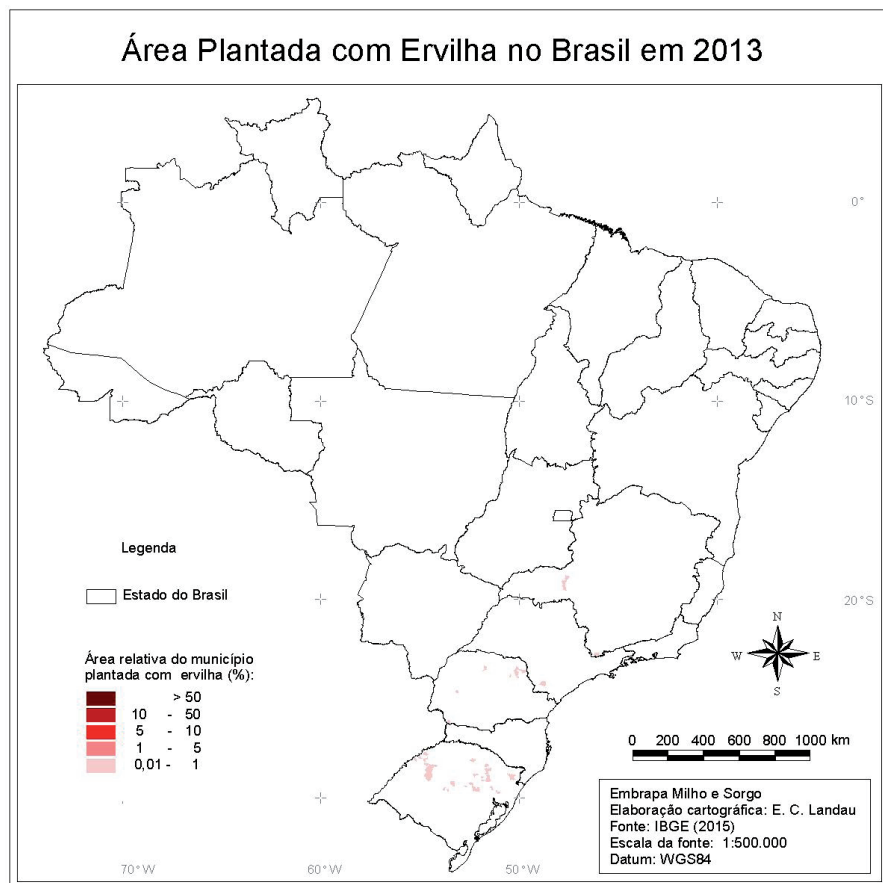 Área Plantada com Ervilha no Brasil em 2013
0°
10°S
Legenda
Estado do Brasil
20°S
N
W E
S
Área relativa do município
plantada com ervilha (%):
> 50
10 - 50
5 - 10
1 - 5
0,01 - 1
0 200 400 600 800 1000 km
Embrapa Milho e Sorgo
Elaboração cartográfica: E. C. Landau
Fonte: IBGE (2015)
Escala da fonte: 1:500.000
Datum: WGS84
70°W 60°W 50°W